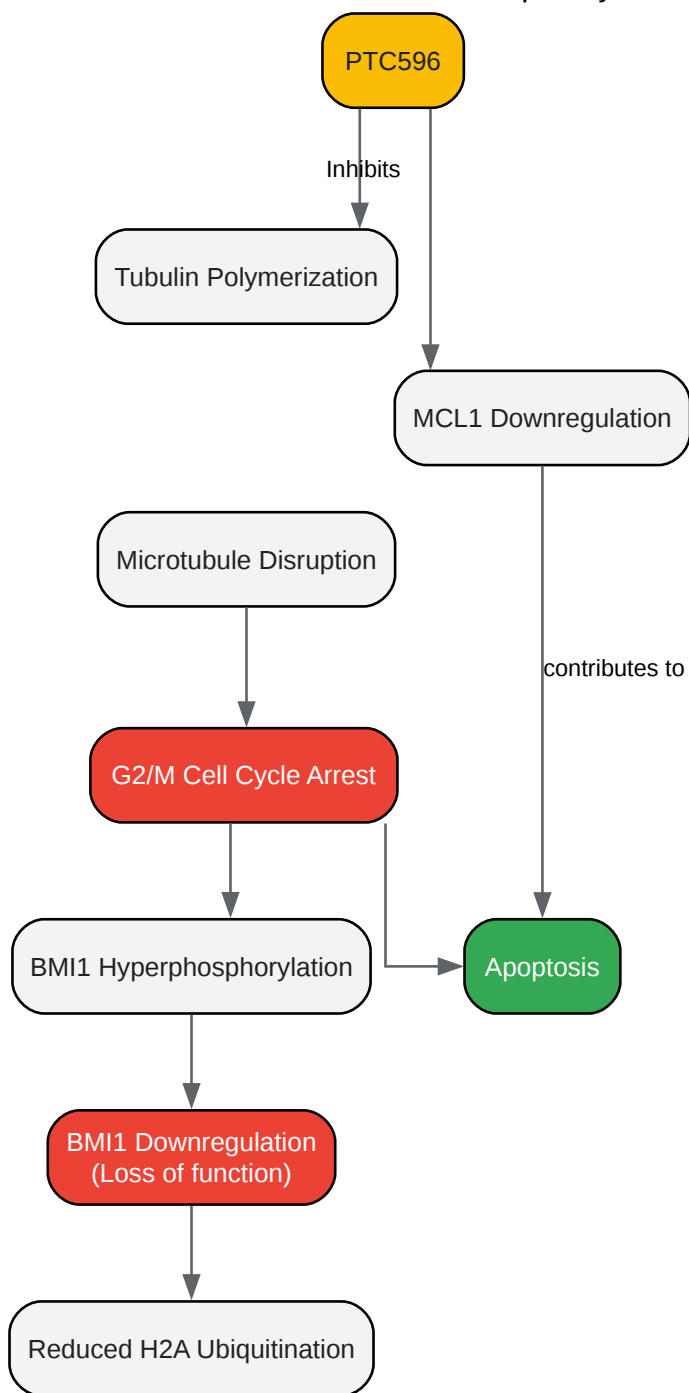 PTC596
Inhibits
Tubulin Polymerization
MCL1 Downregulation
Microtubule Disruption
contributes to
G2/M Cell Cycle Arrest
BMI1 Hyperphosphorylation
Apoptosis
BMI1 Downregulation
(Loss of function)
Reduced H2A Ubiquitination